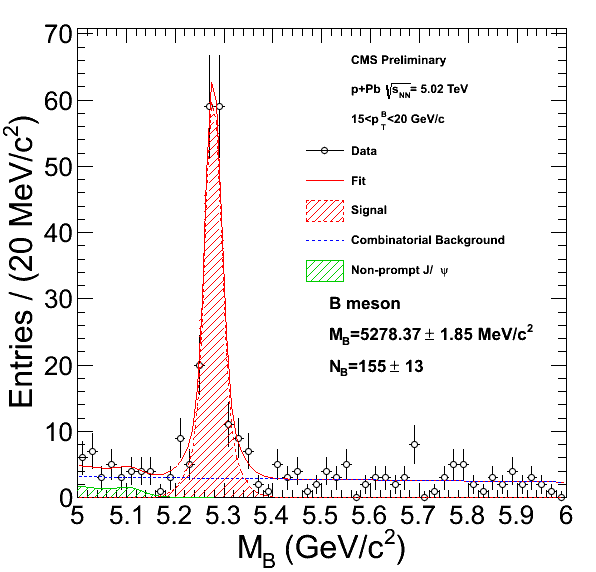 CMS Preliminary
p+Pb √s_NN= 5.02 TeV
15<p_T^B<20 GeV/c
Data
Fit
Signal
Combinatorial Background
Non-prompt J/ ψ
B meson
M_B=5278.37± 1.85 MeV/c²
N_B=155± 13
Entries / (20 MeV/c²)
70
60
50
40
30
20
10
0
5 5.1 5.2 5.3 5.4 5.5 5.6 5.7 5.8 5.9 6
M_B (GeV/c²)